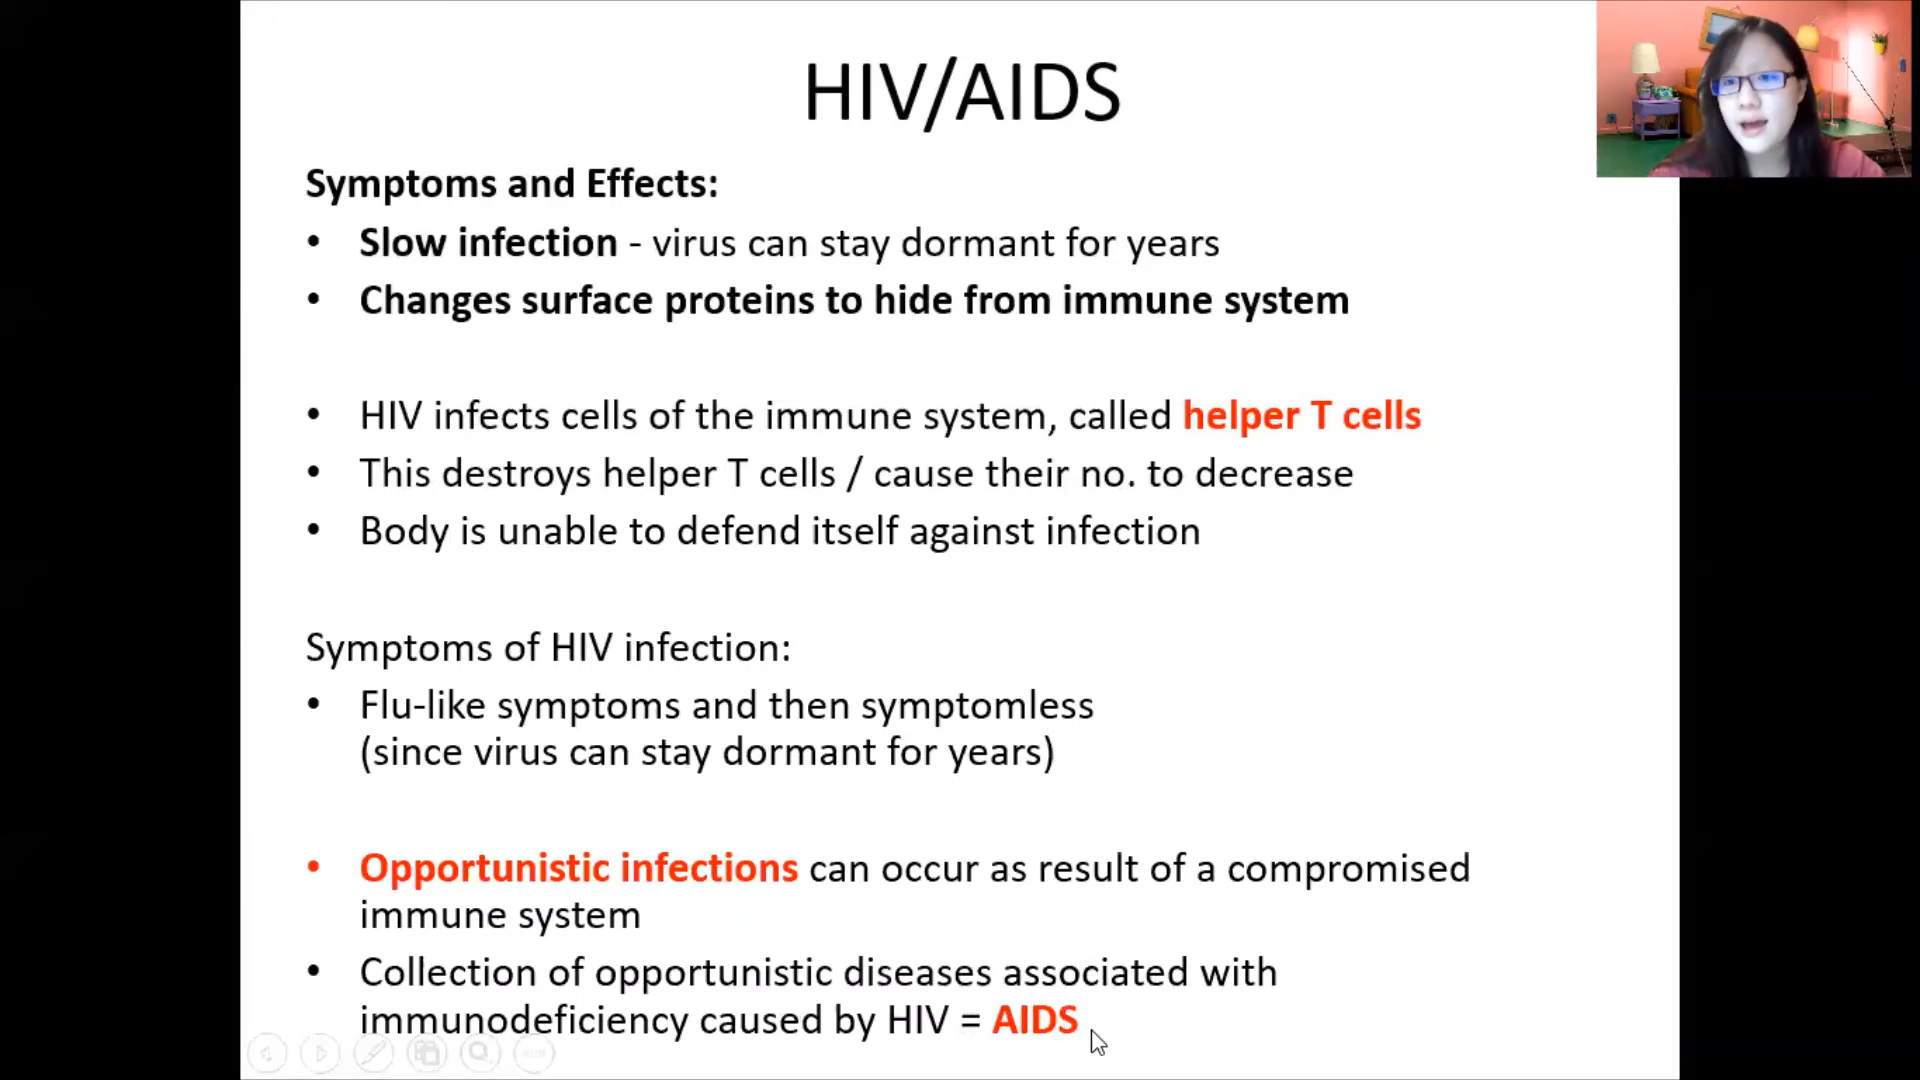 HIV/AIDS
Symptoms and Effects:
• Slow infection - virus can stay dormant for years
• Changes surface proteins to hide from immune system
• HIV infects cells of the immune system, called helper T cells
• This destroys helper T cells / cause their no. to decrease
• Body is unable to defend itself against infection
Symptoms of HIV infection:
• Flu-like symptoms and then symptomless
(since virus can stay dormant for years)
• Opportunistic infections can occur as result of a compromised
immune system
• Collection of opportunistic diseases associated with
immunodeficiency caused by HIV = AIDS